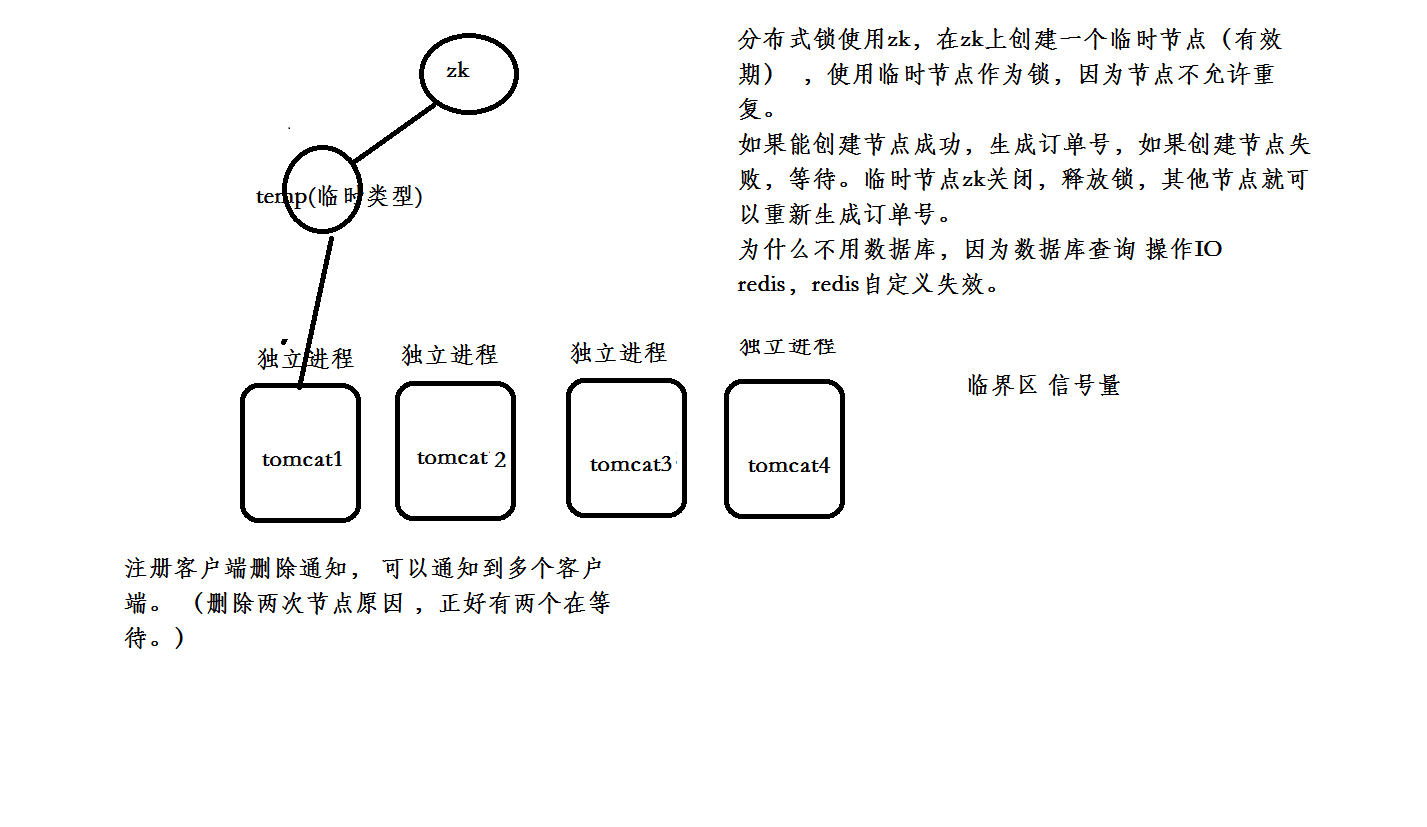 zk
temp(临时类型)
分布式锁使用zk，在zk上创建一个临时节点（有效
期） ，使用临时节点作为锁，因为节点不允许重
复。
如果能创建节点成功，生成订单号，如果创建节点失
败，等待。临时节点zk关闭，释放锁，其他节点就可
以重新生成订单号。
为什么不用数据库，因为数据库查询 操作IO
redis，redis自定义失效。
独立进程 独立进程 独立进程 独立进程
临界区 信号量
tomcat1 tomcat 2 tomcat3 tomcat4
注册客户端删除通知， 可以通知到多个客户
端。 （删除两次节点原因 ，正好有两个在等
待。）